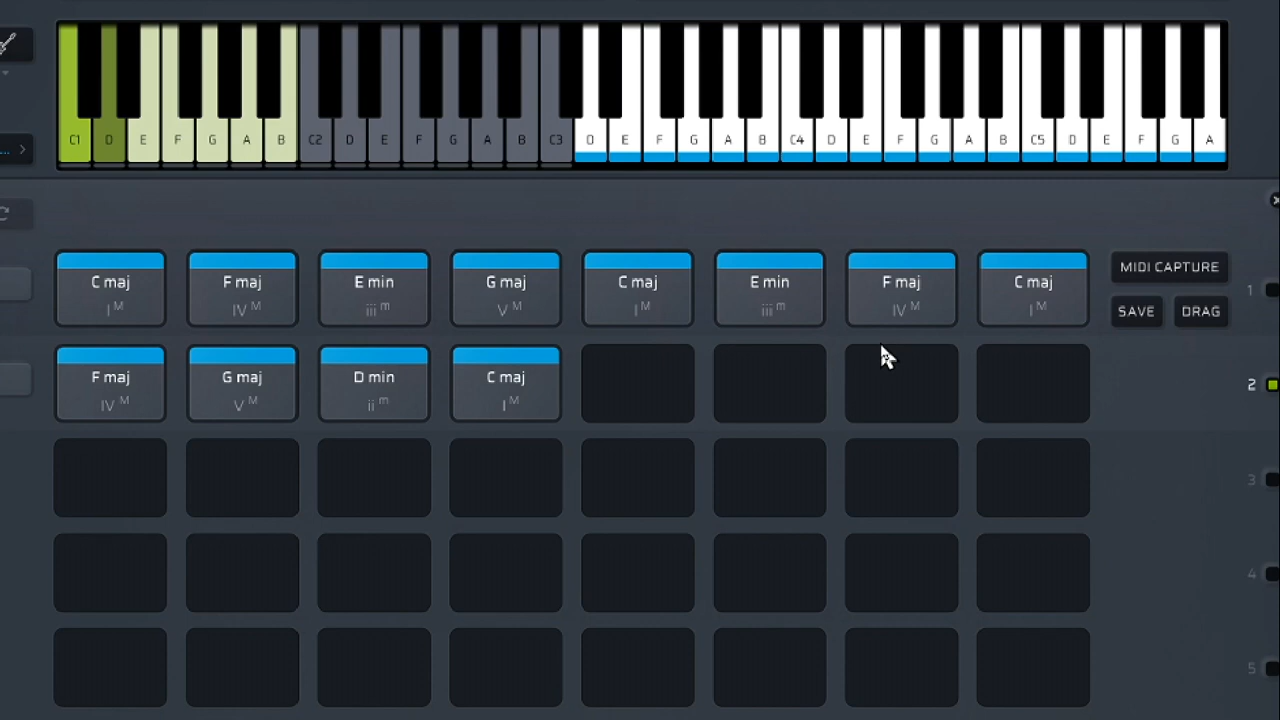 C1 D E F G A B C2 D E F G A B C3 D E F G A B C4 D E F G A B C5 D E F G A
C maj F maj E min G maj C maj E min F maj C maj MIDI CAPTURE
I M IV M iii m V M I M iii m IV M I M SAVE DRAG 1
F maj G maj D min C maj 2
IV M V M ii m I M
3
4
5